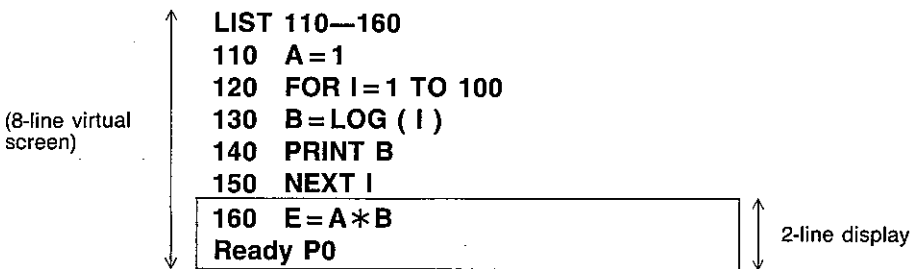 LIST 110—160
110 A=1
120 FOR I=1 TO 100
(8-line virtual
screen)
130 B=LOG ( I )
140 PRINT B
150 NEXT I
160 E=A*B
Ready P0
2-line display